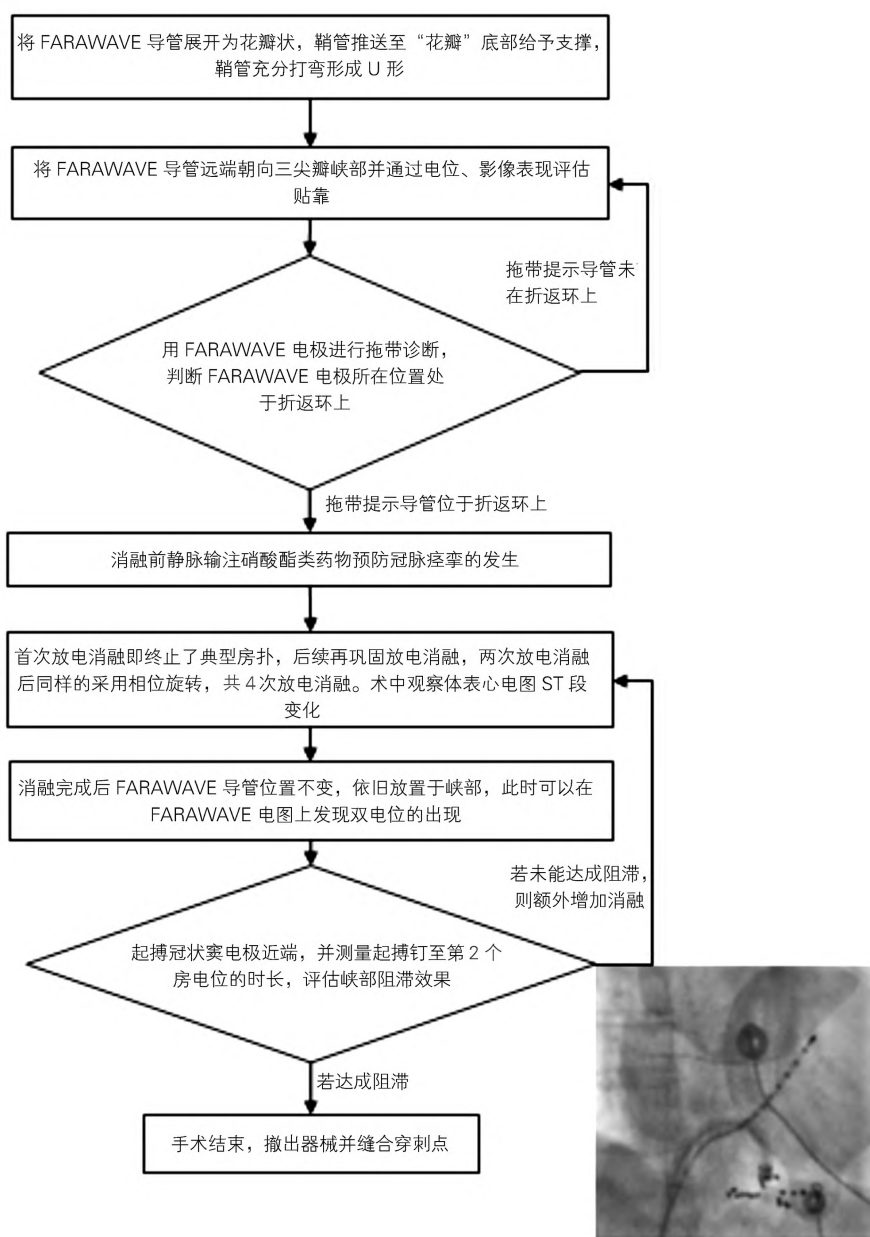 将 FARAWAVE 导管展开为花瓣状，鞘管推送至“花瓣”底部给予支撑，
鞘管充分打弯形成 U 形
将 FARAWAVE 导管远端朝向三尖瓣峡部并通过电位、影像表现评估
贴靠
拖带提示导管未
在折返环上
用 FARAWAVE 电极进行拖带诊断，
判断 FARAWAVE 电极所在位置处
于折返环上
拖带提示导管位于折返环上
消融前静脉输注硝酸酯类药物预防冠脉痉挛的发生
首次放电消融即终止了典型房扑，后续再巩固放电消融，两次放电消融
后同样的采用相位旋转，共 4 次放电消融。术中观察体表心电图 ST 段
变化
消融完成后 FARAWAVE 导管位置不变，依旧放置于峡部，此时可以在
FARAWAVE 电图上发现双电位的出现
若未能达成阻滞，
则额外增加消融
起搏冠状窦电极近端，并测量起搏钉至第 2 个
房电位的时长，评估峡部阻滞效果
若达成阻滞
手术结束，撤出器械并缝合穿刺点